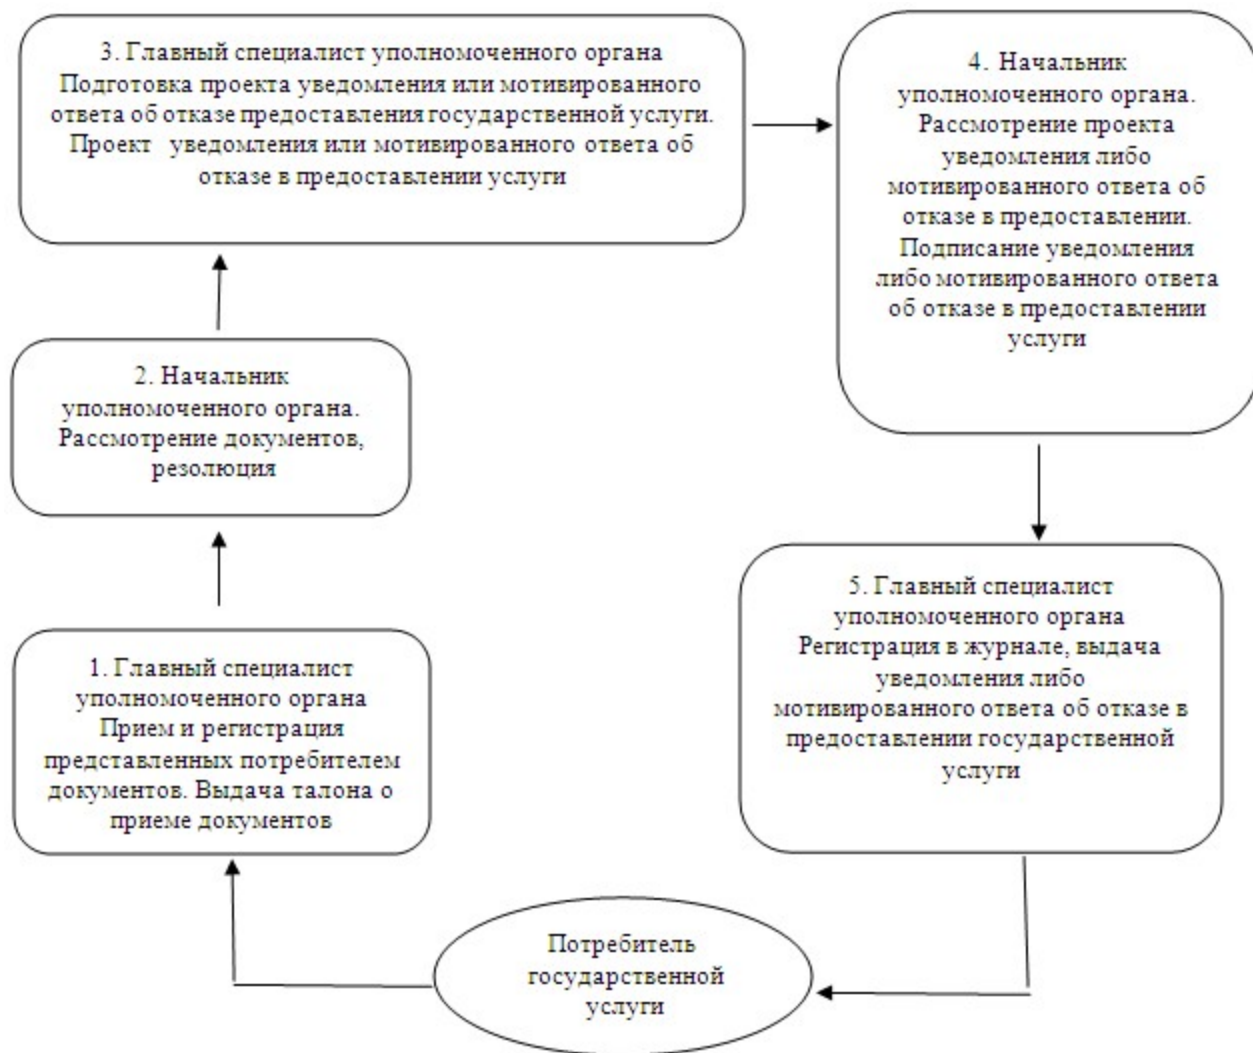 3. Главный специалист уполномоченного органа
Подготовка проекта уведомления или мотивированного
ответа об отказе предоставления государственной услуги.
Проект уведомления или мотивированного ответа об
отказе в предоставлении услуги
4. Начальник
уполномоченного органа.
Рассмотрение проекта
уведомления либо
мотивированного ответа об
отказе в предоставлении.
Подписание уведомления
либо мотивированного ответа
об отказе в предоставлении
услуги
2. Начальник
уполномоченного органа.
Рассмотрение документов,
резолюция
1. Главный специалист
уполномоченного органа
Прием и регистрация
представленных потребителем
документов. Выдача талона о
приеме документов
5. Главный специалист
уполномоченного органа
Регистрация в журнале, выдача
уведомления либо
мотивированного ответа об отказе в
предоставлении государственной
услуги
Потребитель
государственной
услуги